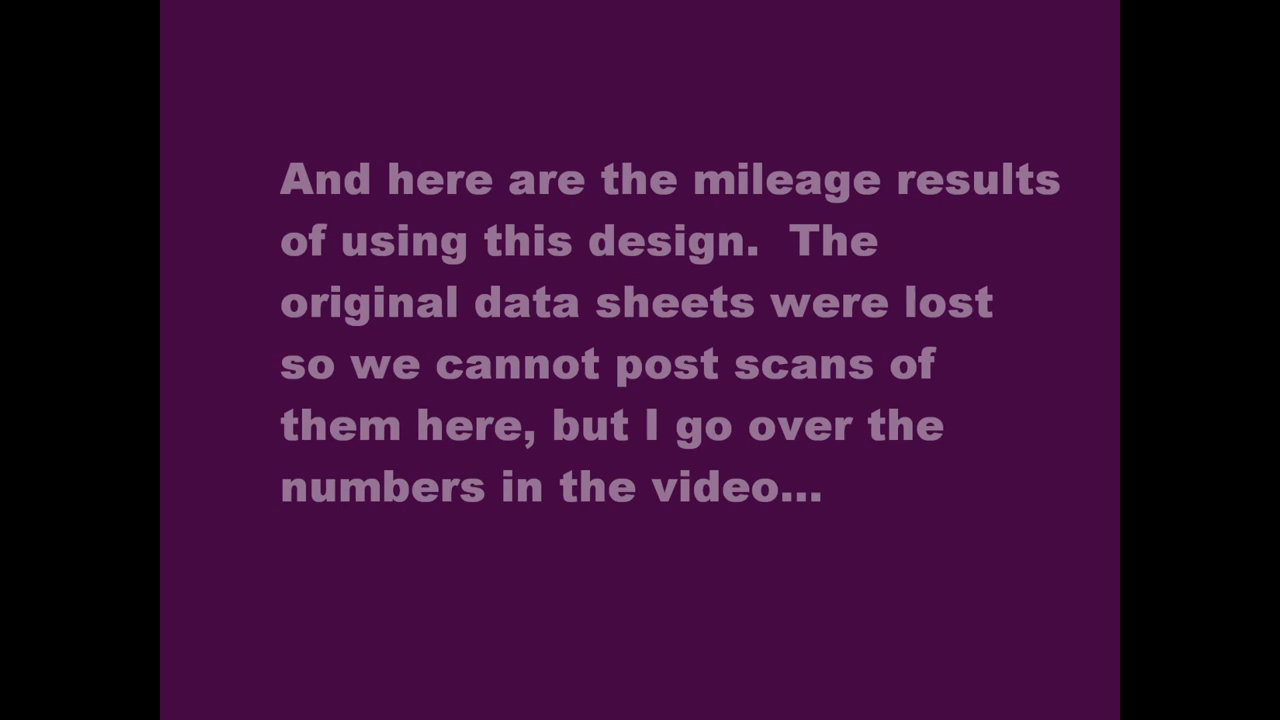 And here are the mileage results
of using this design.  The
original data sheets were lost
so we cannot post scans of
them here, but I go over the
numbers in the video...